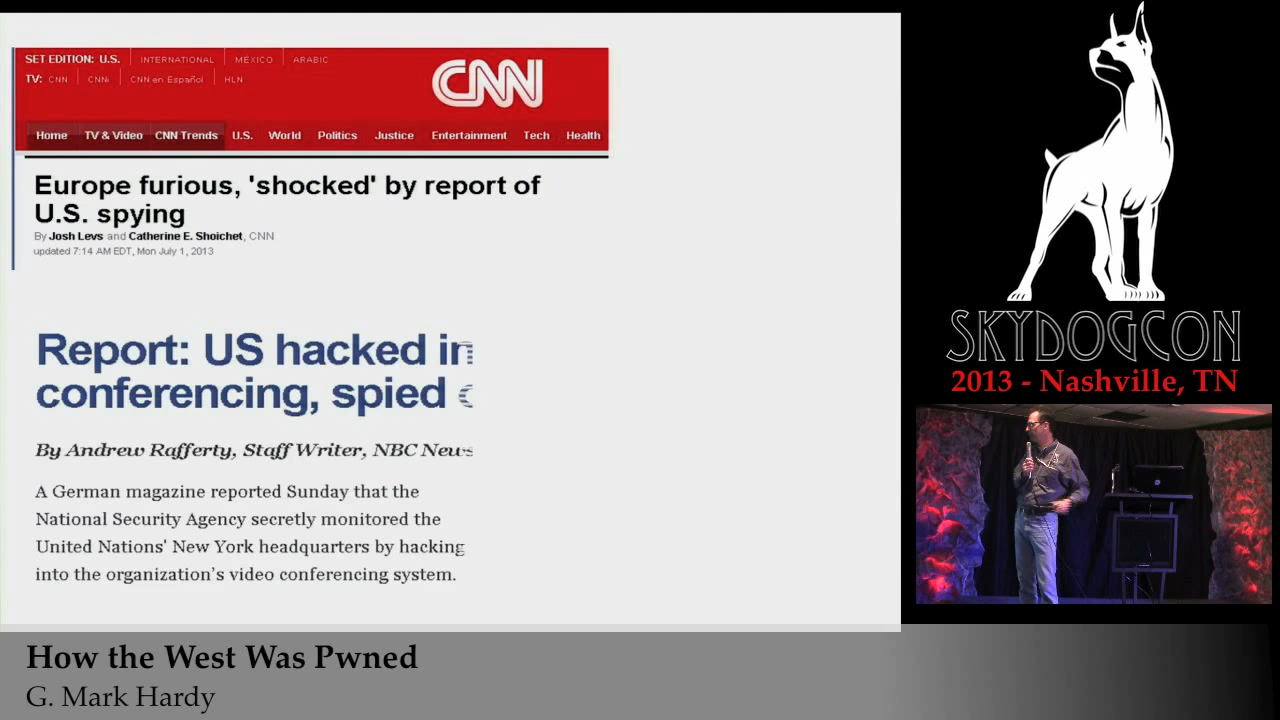 SET EDITION: U.S. INTERNATIONAL MÉXICO ARABIC
TV: CNN CNNi CNN en Español HLN
CNN
Home TV & Video CNN Trends U.S. World Politics Justice Entertainment Tech Health
Europe furious, 'shocked' by report of
U.S. spying
By Josh Levs and Catherine E. Shoichet, CNN
updated 7:14 AM EDT, Mon July 1, 2013
Report: US hacked
conferencing, spied
By Andrew Rafferty, Staff Writer, NBC News
A German magazine reported Sunday that the
National Security Agency secretly monitored the
United Nations' New York headquarters by hacking
into the organization's video conferencing system.
SKYDOGCON
2013 - Nashville, TN
How the West Was Pwned
G. Mark Hardy